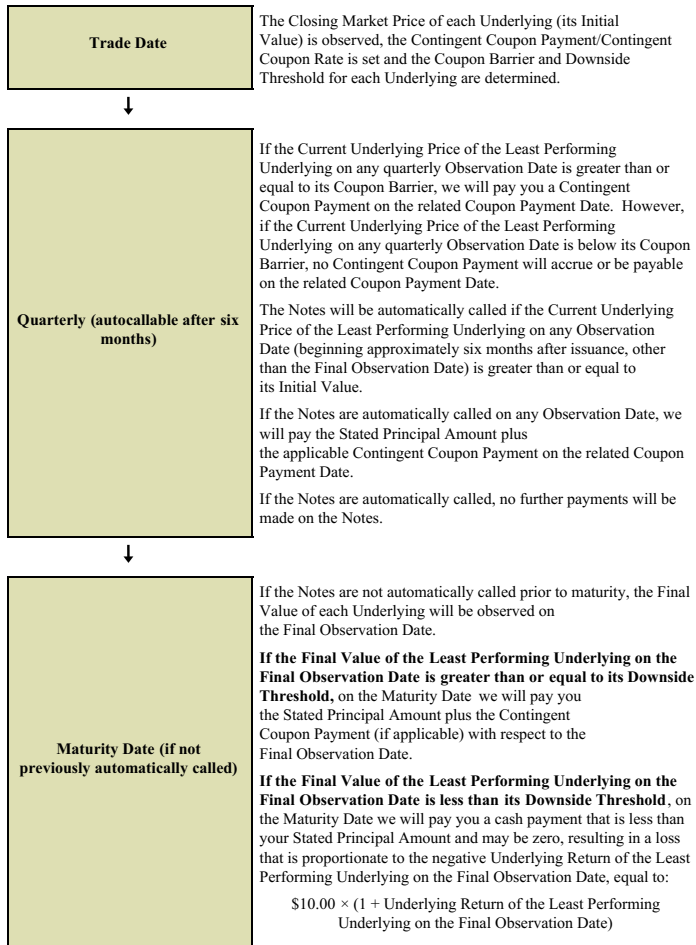 Trade Date
The Closing Market Price of each Underlying (its Initial
Value) is observed, the Contingent Coupon Payment/Contingent
Coupon Rate is set and the Coupon Barrier and Downside
Threshold for each Underlying are determined.
Quarterly (autocallable after six
months)
If the Current Underlying Price of the Least Performing
Underlying on any quarterly Observation Date is greater than or
equal to its Coupon Barrier, we will pay you a Contingent
Coupon Payment on the related Coupon Payment Date. However,
if the Current Underlying Price of the Least Performing
Underlying on any quarterly Observation Date is below its Coupon
Barrier, no Contingent Coupon Payment will accrue or be payable
on the related Coupon Payment Date.
The Notes will be automatically called if the Current Underlying
Price of the Least Performing Underlying on any Observation
Date (beginning approximately six months after issuance, other
than the Final Observation Date) is greater than or equal to
its Initial Value.
If the Notes are automatically called on any Observation Date, we
will pay the Stated Principal Amount plus
the applicable Contingent Coupon Payment on the related Coupon
Payment Date.
If the Notes are automatically called, no further payments will be
made on the Notes.
Maturity Date (if not
previously automatically called)
If the Notes are not automatically called prior to maturity, the Final
Value of each Underlying will be observed on
the Final Observation Date.
If the Final Value of the Least Performing Underlying on the
Final Observation Date is greater than or equal to its Downside
Threshold, on the Maturity Date we will pay you
the Stated Principal Amount plus the Contingent
Coupon Payment (if applicable) with respect to the
Final Observation Date.
If the Final Value of the Least Performing Underlying on the
Final Observation Date is less than its Downside Threshold, on
the Maturity Date we will pay you a cash payment that is less than
your Stated Principal Amount and may be zero, resulting in a loss
that is proportionate to the negative Underlying Return of the Least
Performing Underlying on the Final Observation Date, equal to:
$10.00 × (1 + Underlying Return of the Least Performing
Underlying on the Final Observation Date)